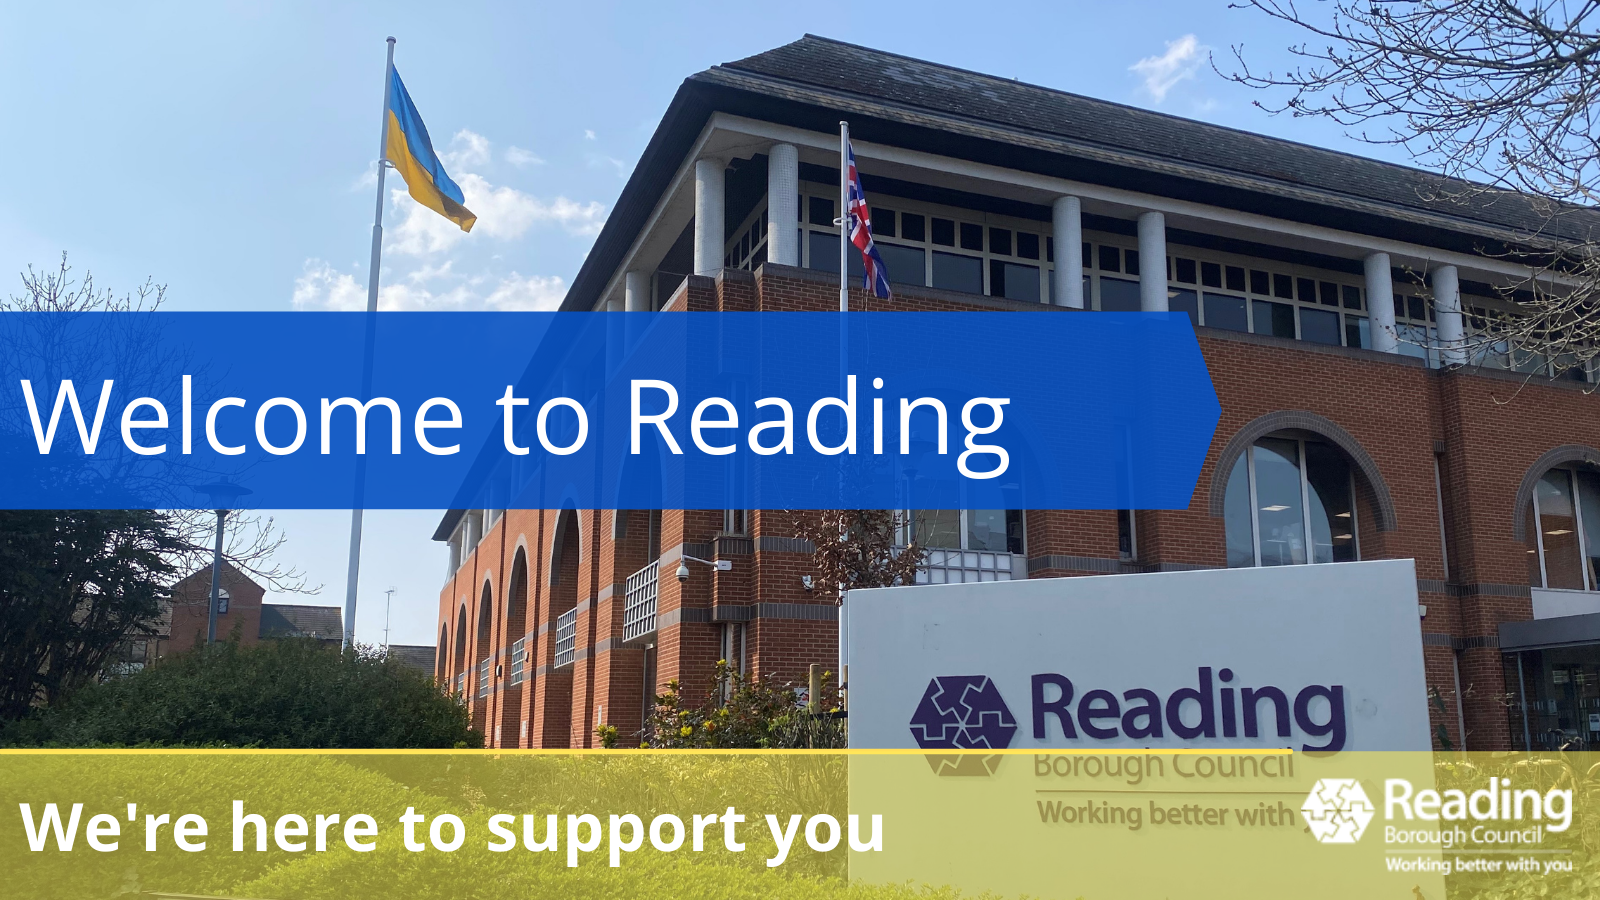 Welcome to Reading
Reading
Borough Council
Working better with
We're here to support you
Reading
Borough Council
Working better with you